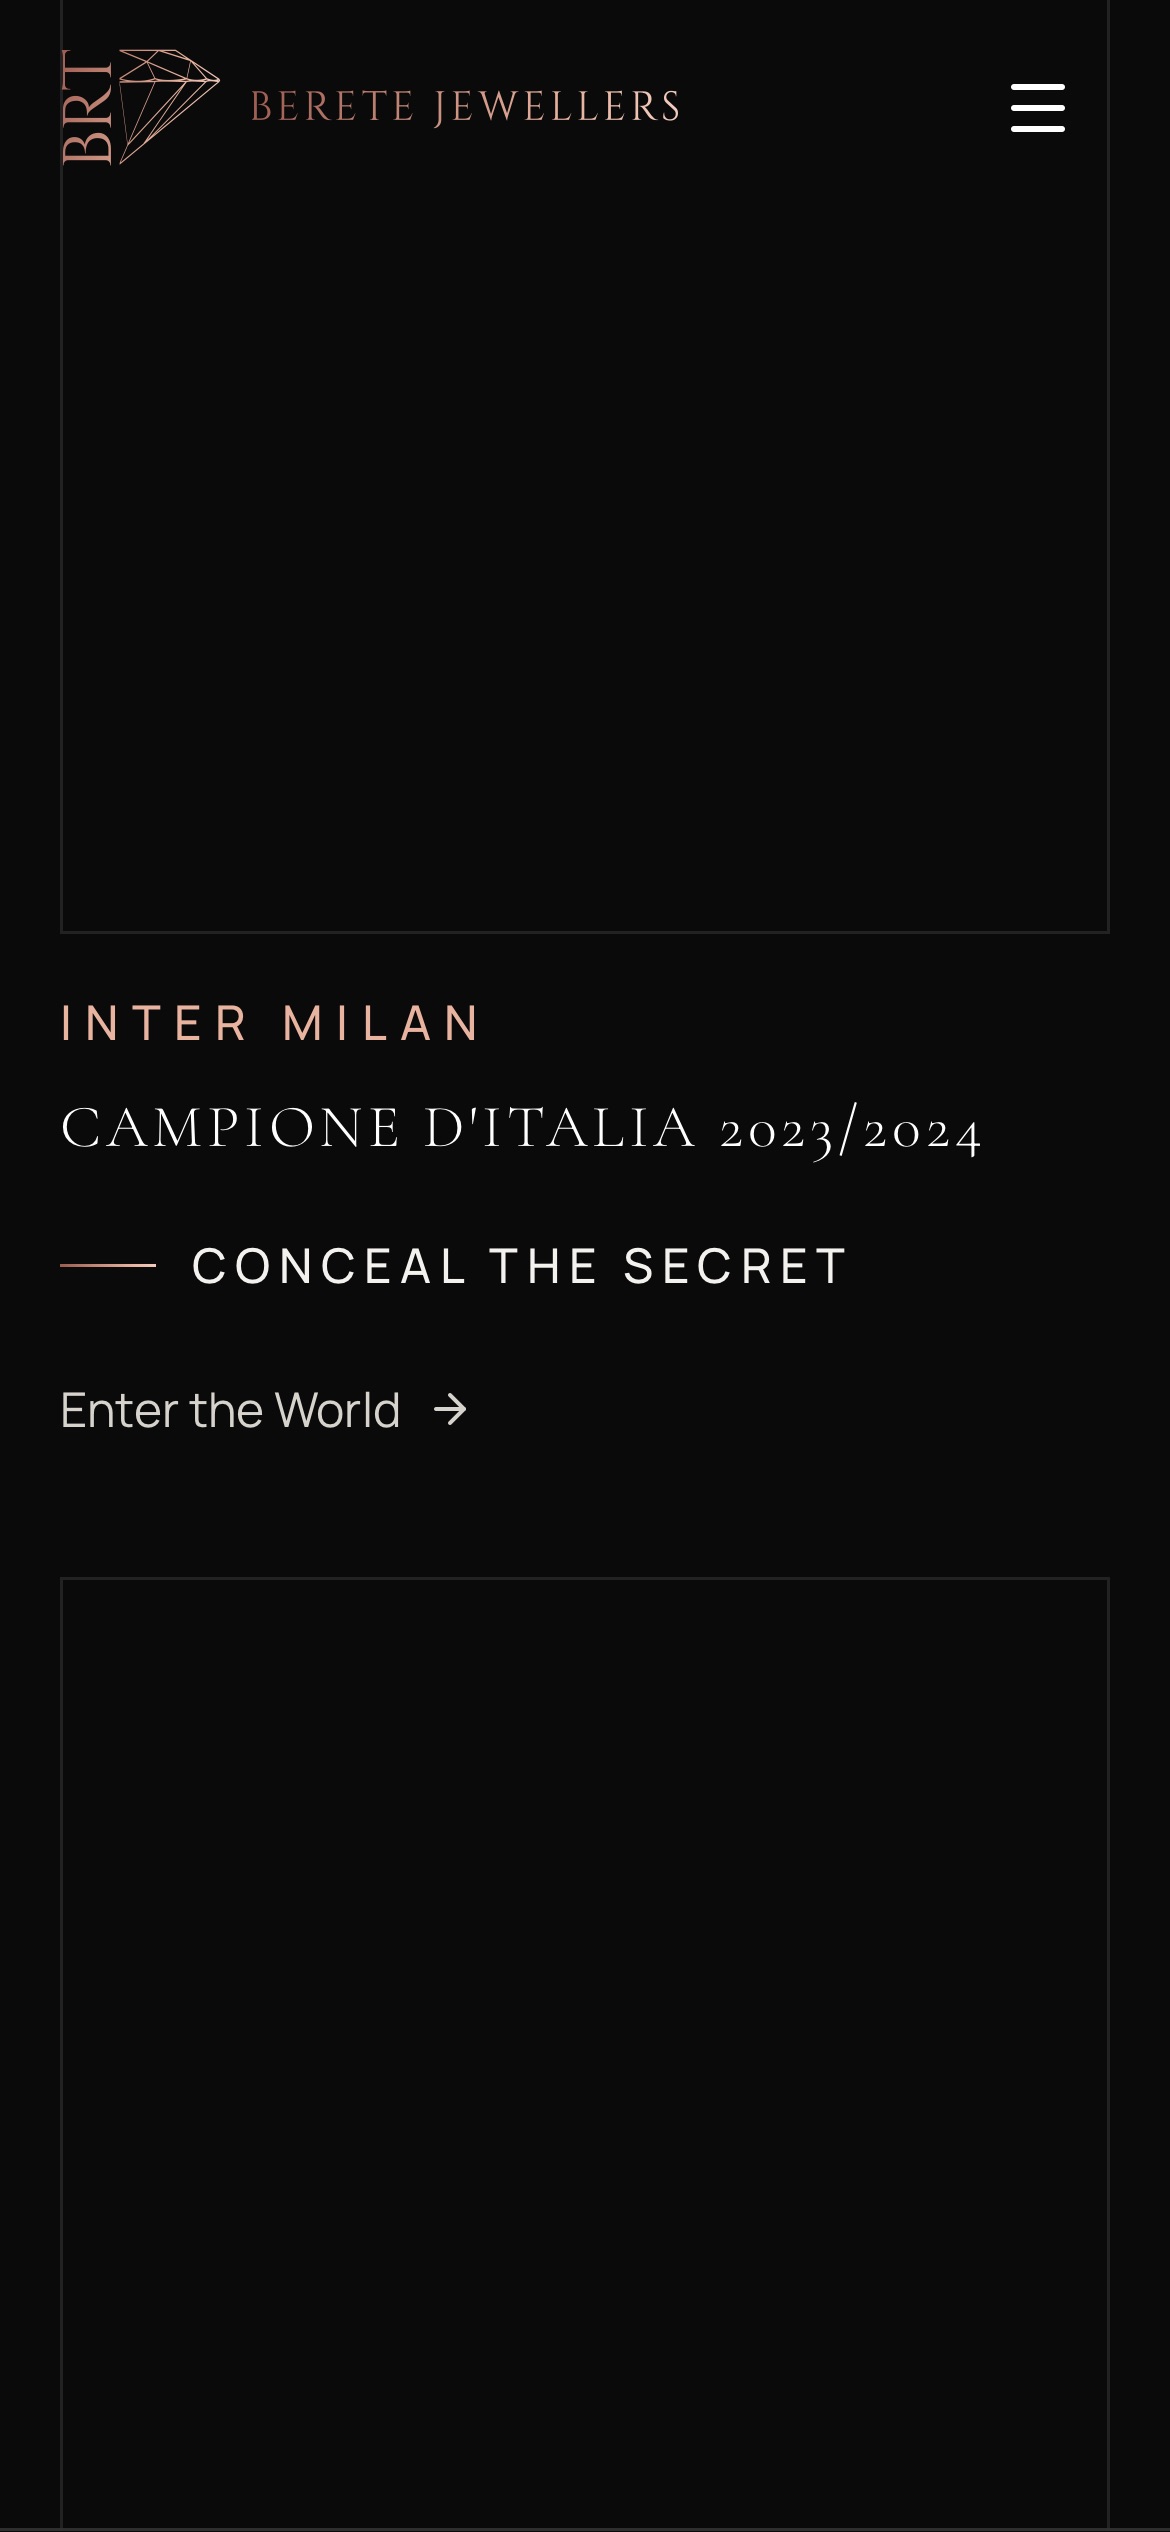 BRT
BERETE JEWELLERS
INTER MILAN
CAMPIONE D'ITALIA 2023/2024
CONCEAL THE SECRET
Enter the World